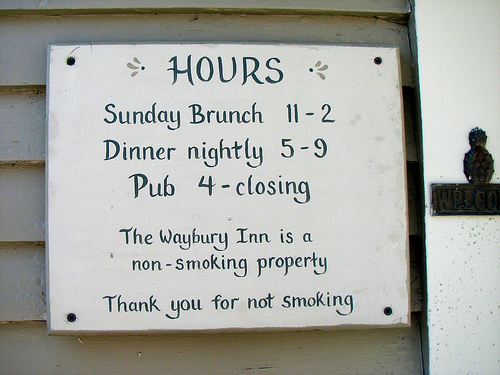 HOURS
Sunday Brunch 11-2
Dinner nightly 5-9
Pub 4-closing
The Waybury Inn is a
non-smoking property
Thank you for not smoking
WELCO